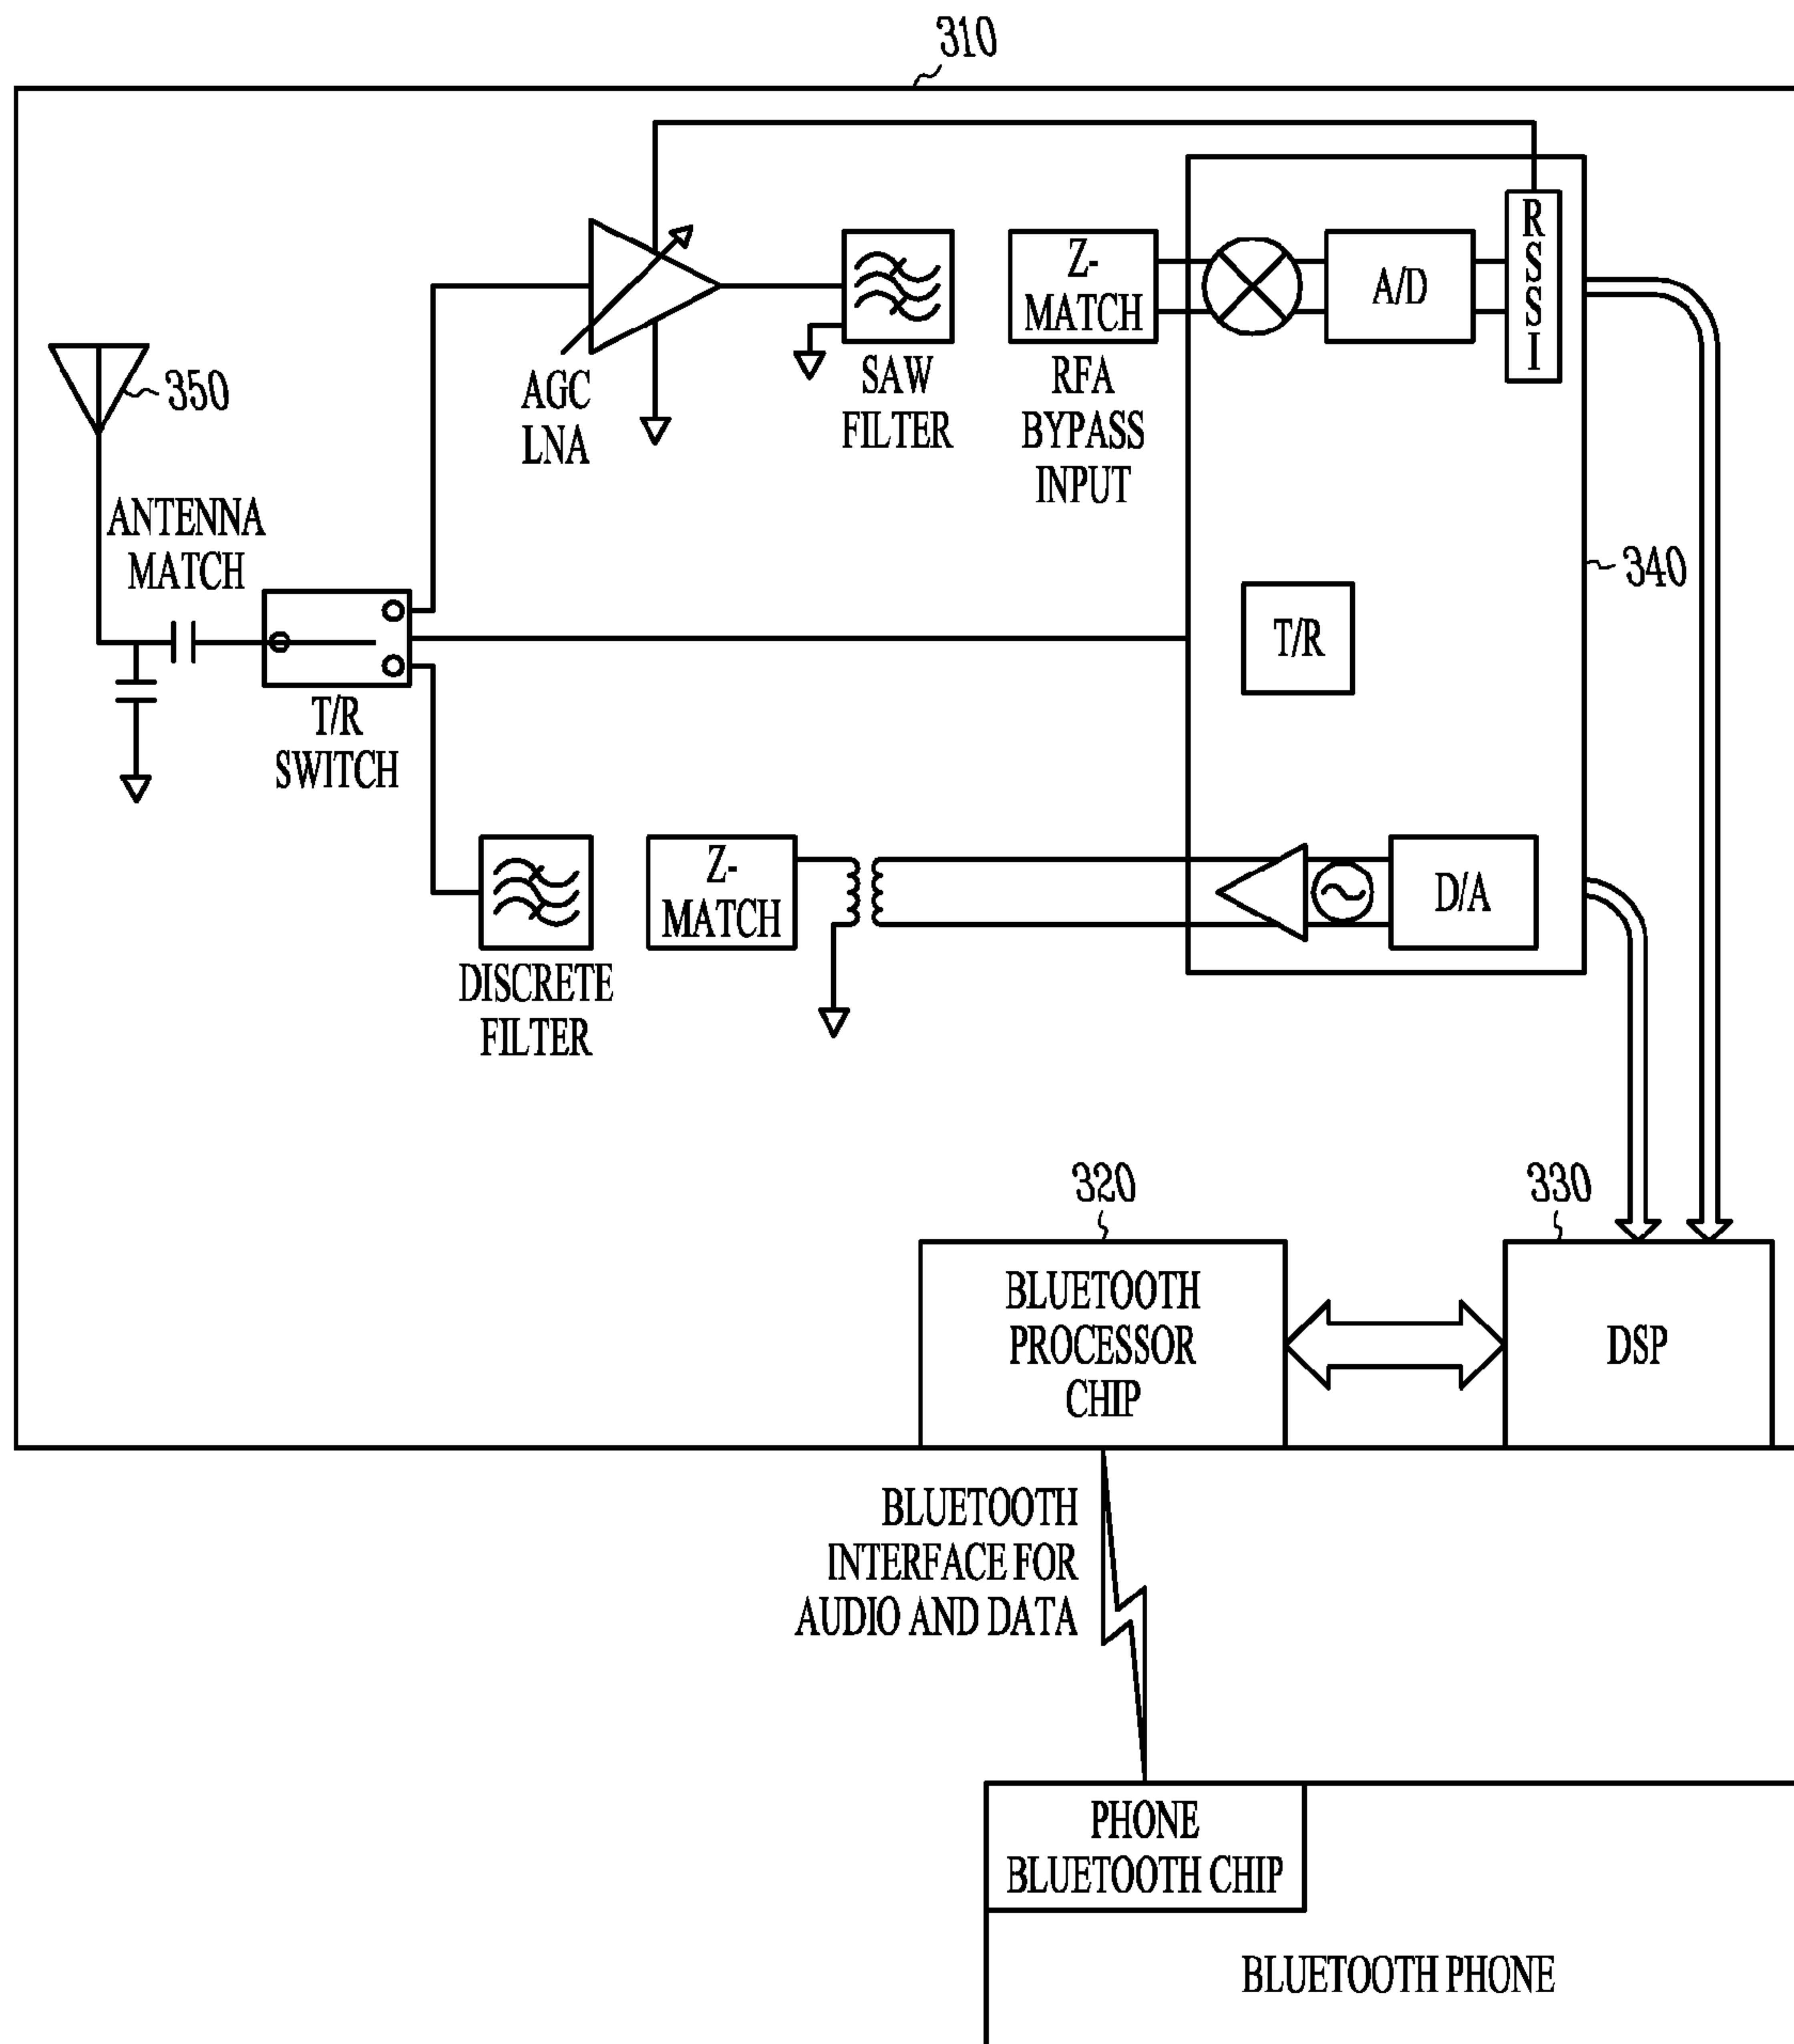 310
350
ANTENNA
MATCH
T/R
SWITCH
AGC
LNA
SAW
FILTER
Z-
MATCH
RFA
BYPASS
INPUT
A/D
RSSI
340
T/R
DISCRETE
FILTER
Z-
MATCH
D/A
320
330
BLUETOOTH
PROCESSOR
CHIP
DSP
BLUETOOTH
INTERFACE FOR
AUDIO AND DATA
PHONE
BLUETOOTH CHIP
BLUETOOTH PHONE